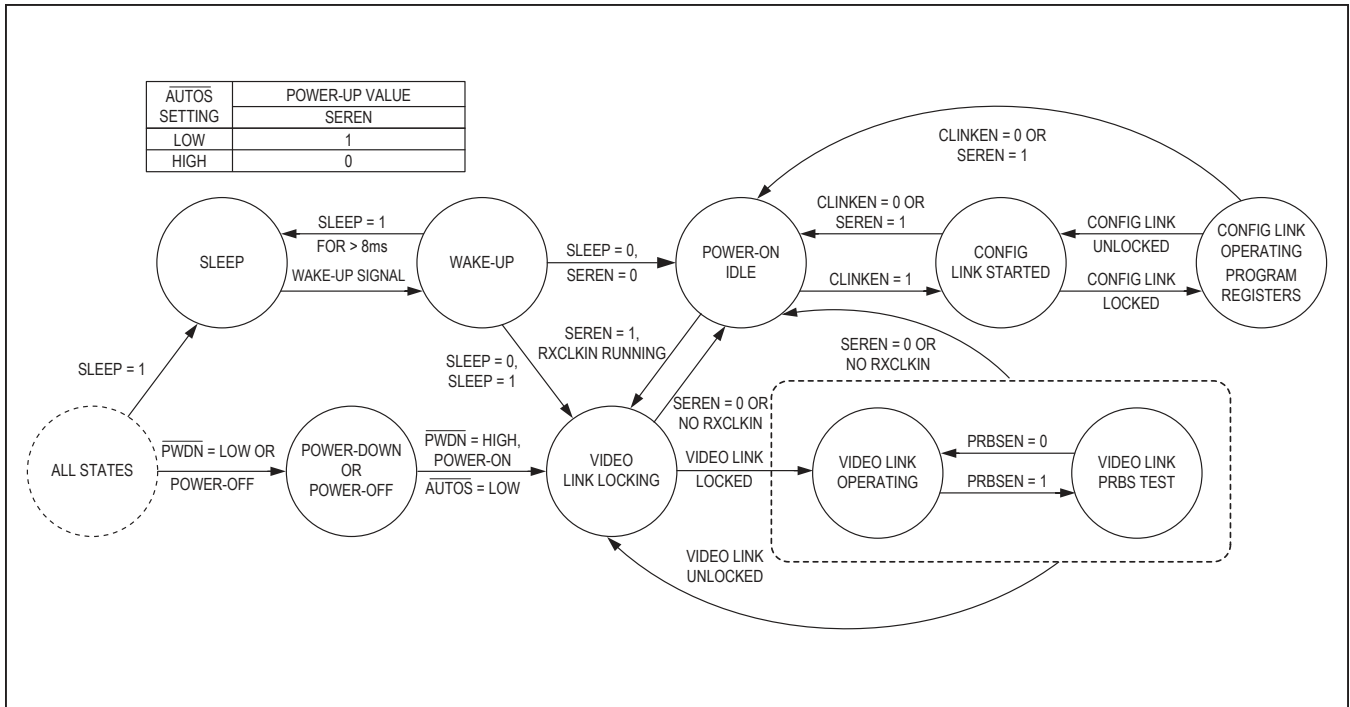 AUTOS
SETTING
POWER-UP VALUE
SEREN
LOW
1
HIGH
0
CLINKEN = 0 OR
SEREN = 1
SLEEP
SLEEP = 1
FOR > 8ms
WAKE-UP SIGNAL
WAKE-UP
SLEEP = 0,
SEREN = 0
POWER-ON
IDLE
CLINKEN = 0 OR
SEREN = 1
CLINKEN = 1
CONFIG
LINK STARTED
CONFIG LINK
UNLOCKED
CONFIG LINK
LOCKED
CONFIG LINK
OPERATING
PROGRAM
REGISTERS
SLEEP = 1
SLEEP = 0,
SLEEP = 1
SEREN = 1,
RXCLKIN RUNNING
SEREN = 0 OR
NO RXCLKIN
SEREN = 0 OR
NO RXCLKIN
ALL STATES
PWDN = LOW OR
POWER-OFF
POWER-DOWN
OR
POWER-OFF
PWDN = HIGH,
POWER-ON
AUTOS = LOW
VIDEO
LINK LOCKING
VIDEO LINK
LOCKED
VIDEO LINK
OPERATING
PRBSEN = 0
PRBSEN = 1
VIDEO LINK
PRBS TEST
VIDEO LINK
UNLOCKED